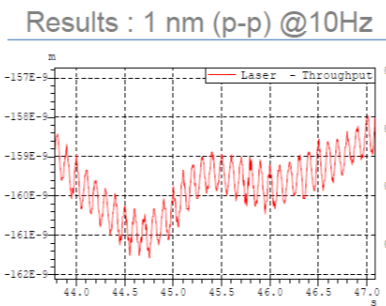 Results : 1 nm (p-p) @10Hz
m
Laser - Throughput
-157E-9
-158E-9
-159E-9
-160E-9
-161E-9
-162E-9
44.0 44.5 45.0 45.5 46.0 46.5 47.0
s